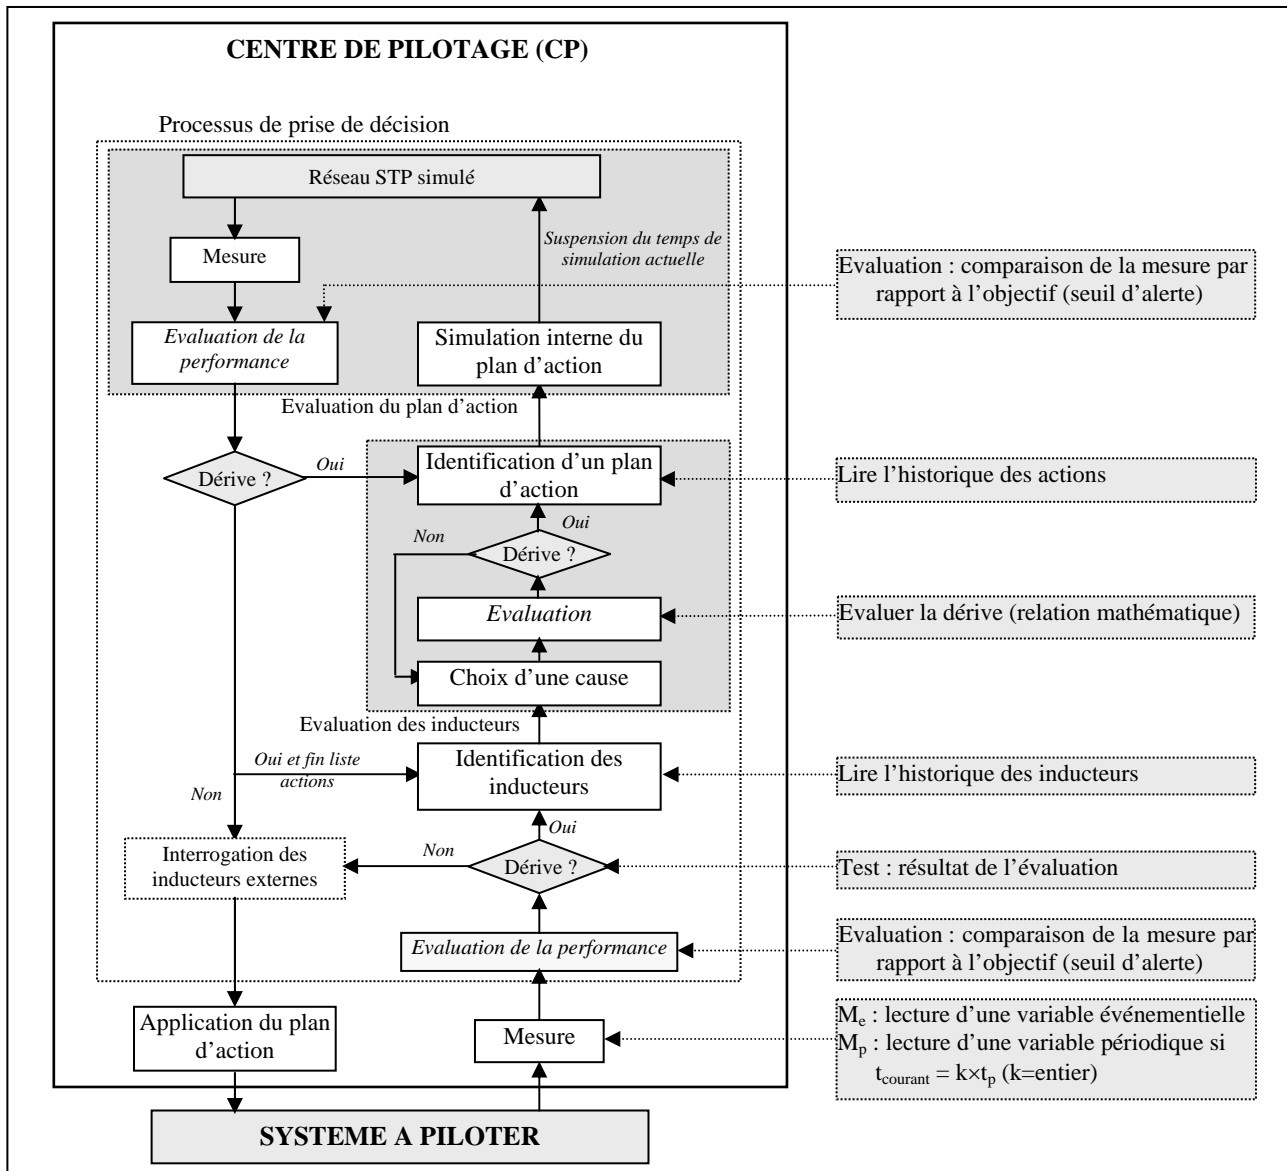 CENTRE DE PILOTAGE (CP)
Processus de prise de décision
Réseau STP simulé
Suspension du temps de
simulation actuelle
Mesure
Evaluation : comparaison de la mesure par
rapport à l'objectif (seuil d'alerte)
Evaluation de la
performance
Simulation interne du
plan d'action
Evaluation du plan d'action
Dérive ?
Oui
Identification d'un plan
d'action
Lire l'historique des actions
Oui
Non
Dérive ?
Evaluation
Evaluer la dérive (relation mathématique)
Choix d'une cause
Evaluation des inducteurs
Oui et fin liste
actions
Identification des
inducteurs
Lire l'historique des inducteurs
Non
Oui
Interrogation des
inducteurs externes
Non
Dérive ?
Test : résultat de l'évaluation
Evaluation de la performance
Evaluation : comparaison de la mesure par
rapport à l'objectif (seuil d'alerte)
Application du plan
d'action
Mesure
Me : lecture d'une variable événementielle
Mp : lecture d'une variable périodique si
tcourant = k×tp (k=entier)
SYSTEME A PILOTER